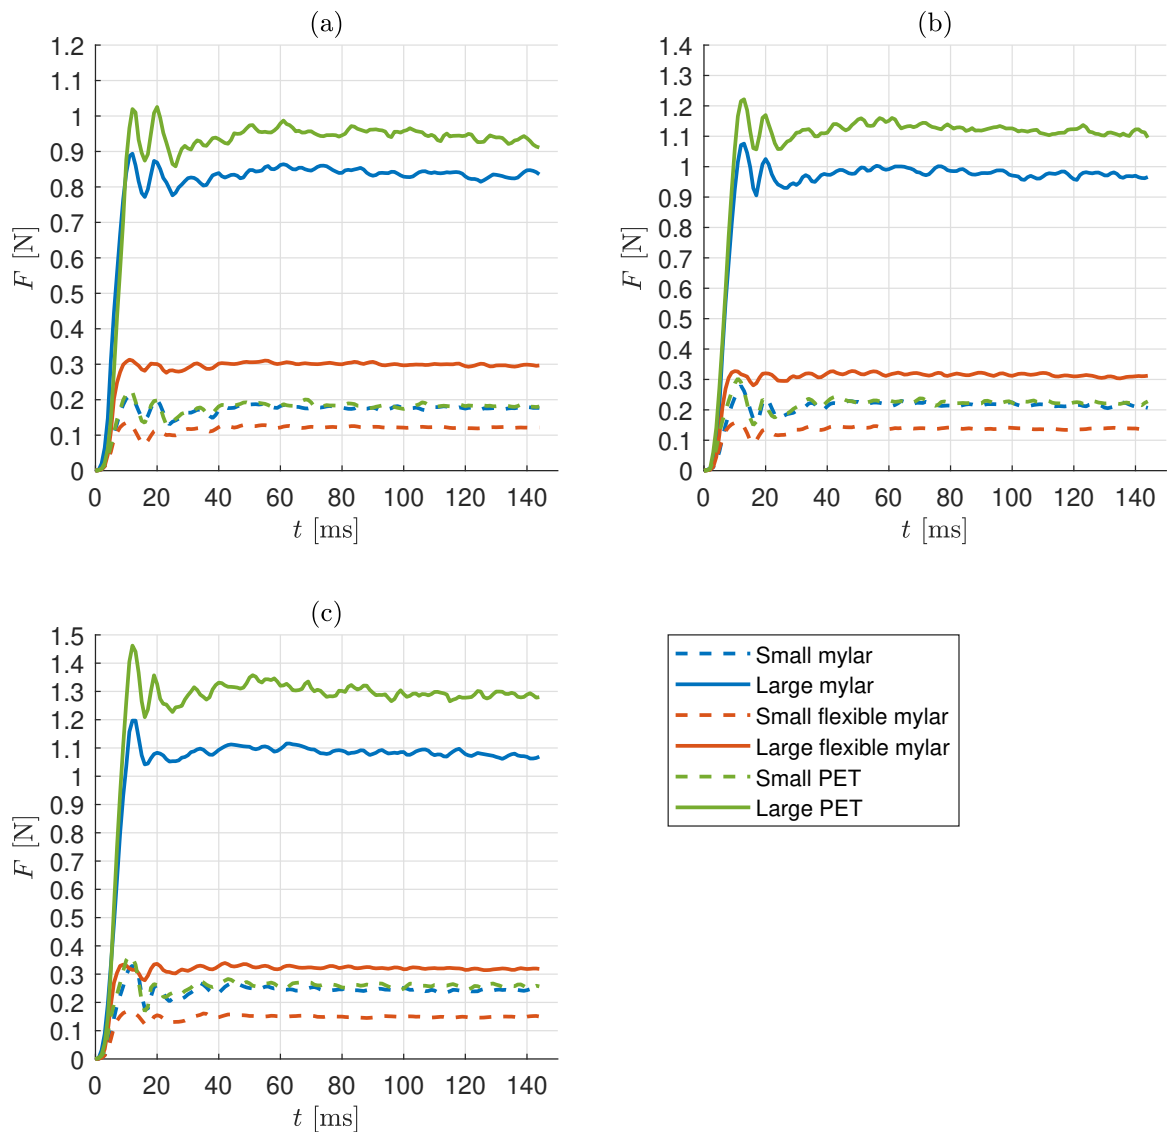 (a)
1.2
1.1
1
0.9
0.8
0.7
0.6
0.5
0.4
0.3
0.2
0.1
0
F [N]
0 20 40 60 80 100 120 140
t [ms]
(b)
1.4
1.3
1.2
1.1
1
0.9
0.8
0.7
0.6
0.5
0.4
0.3
0.2
0.1
0
F [N]
0 20 40 60 80 100 120 140
t [ms]
(c)
1.5
1.4
1.3
1.2
1.1
1
0.9
0.8
0.7
0.6
0.5
0.4
0.3
0.2
0.1
0
F [N]
0 20 40 60 80 100 120 140
t [ms]
Small mylar
Large mylar
Small flexible mylar
Large flexible mylar
Small PET
Large PET